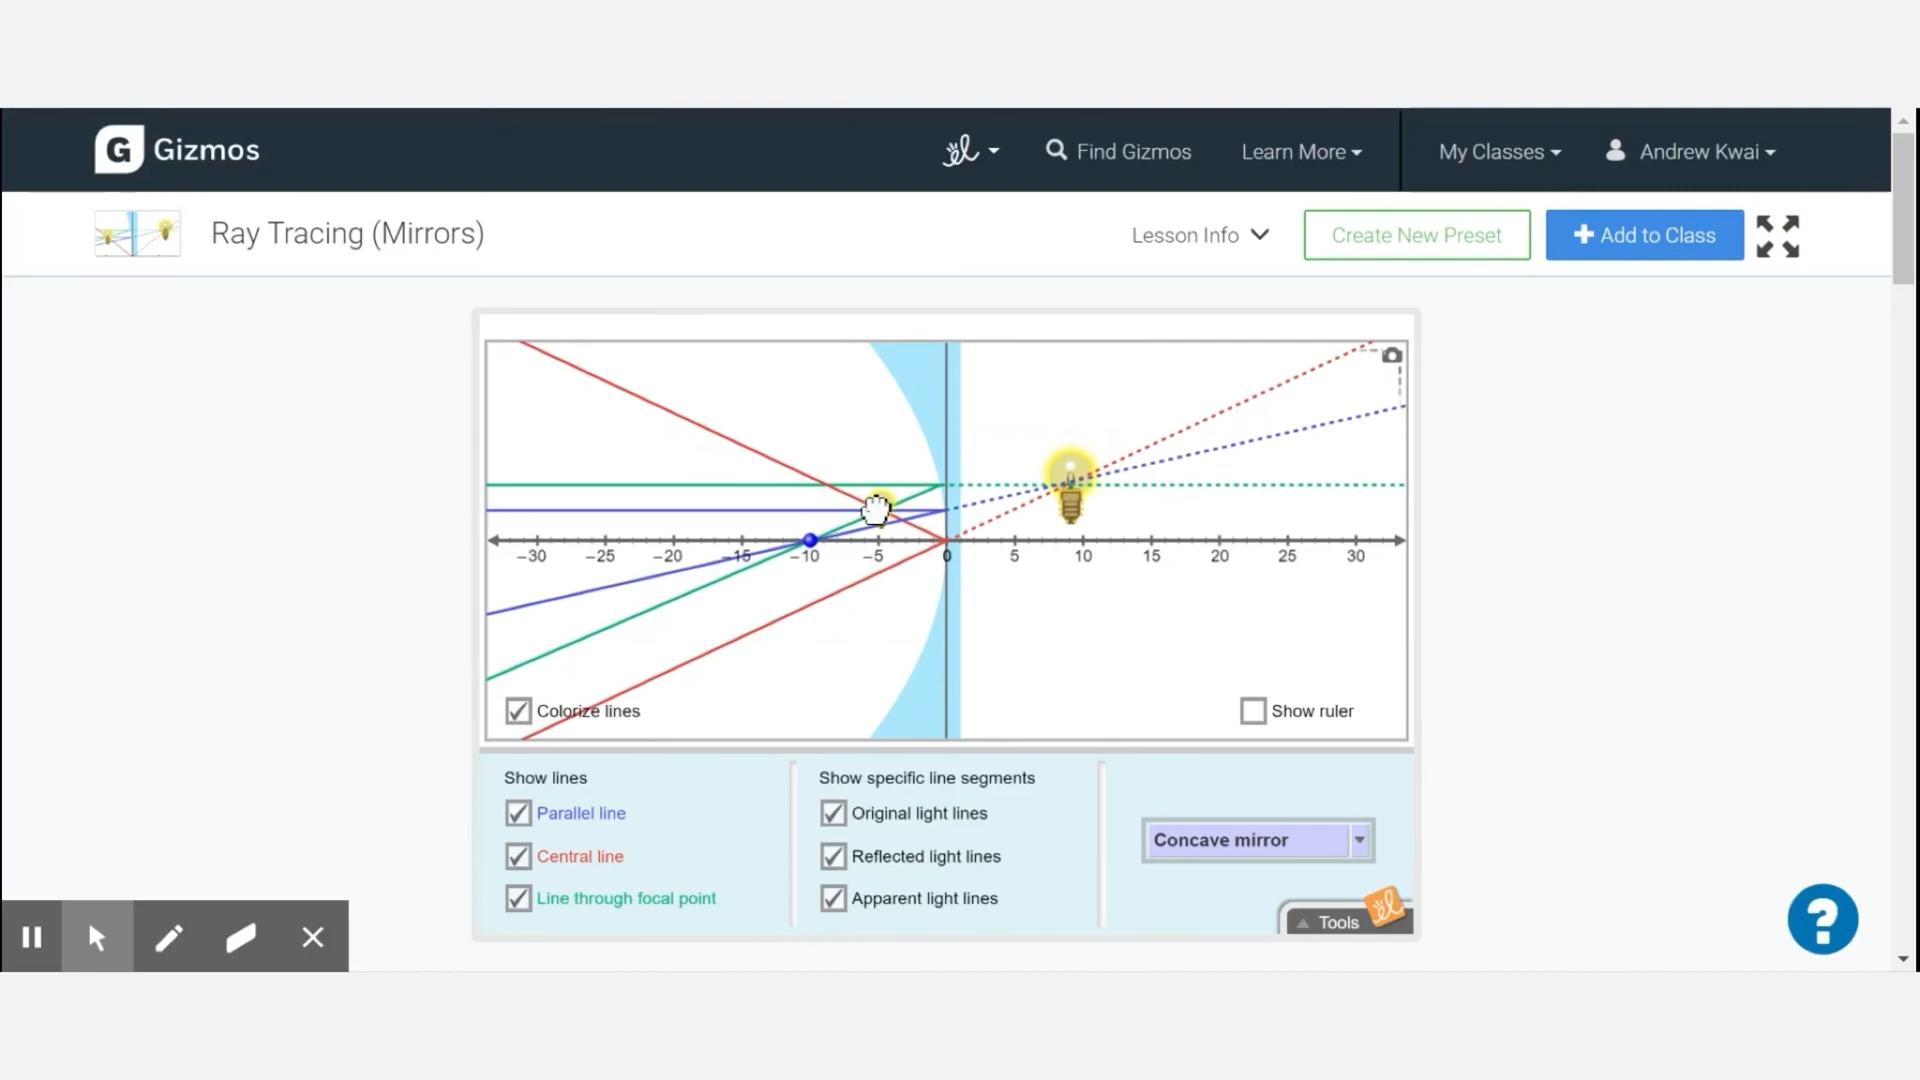 G Gizmos Find Gizmos Learn More My Classes Andrew Kwai
Ray Tracing (Mirrors) Lesson Info Create New Preset Add to Class
-30 -25 -20 -15 -10 -5 0 5 10 15 20 25 30
Colorize lines Show ruler
Show lines
Parallel line
Central line
Line through focal point
Show specific line segments
Original light lines
Reflected light lines
Apparent light lines
Concave mirror
Tools
?